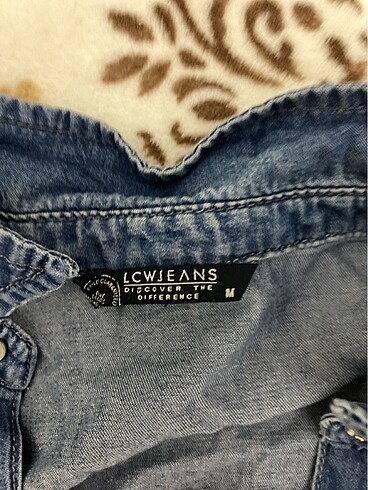 LCWJEANS
DISCOVER THE
DIFFERENCE
M